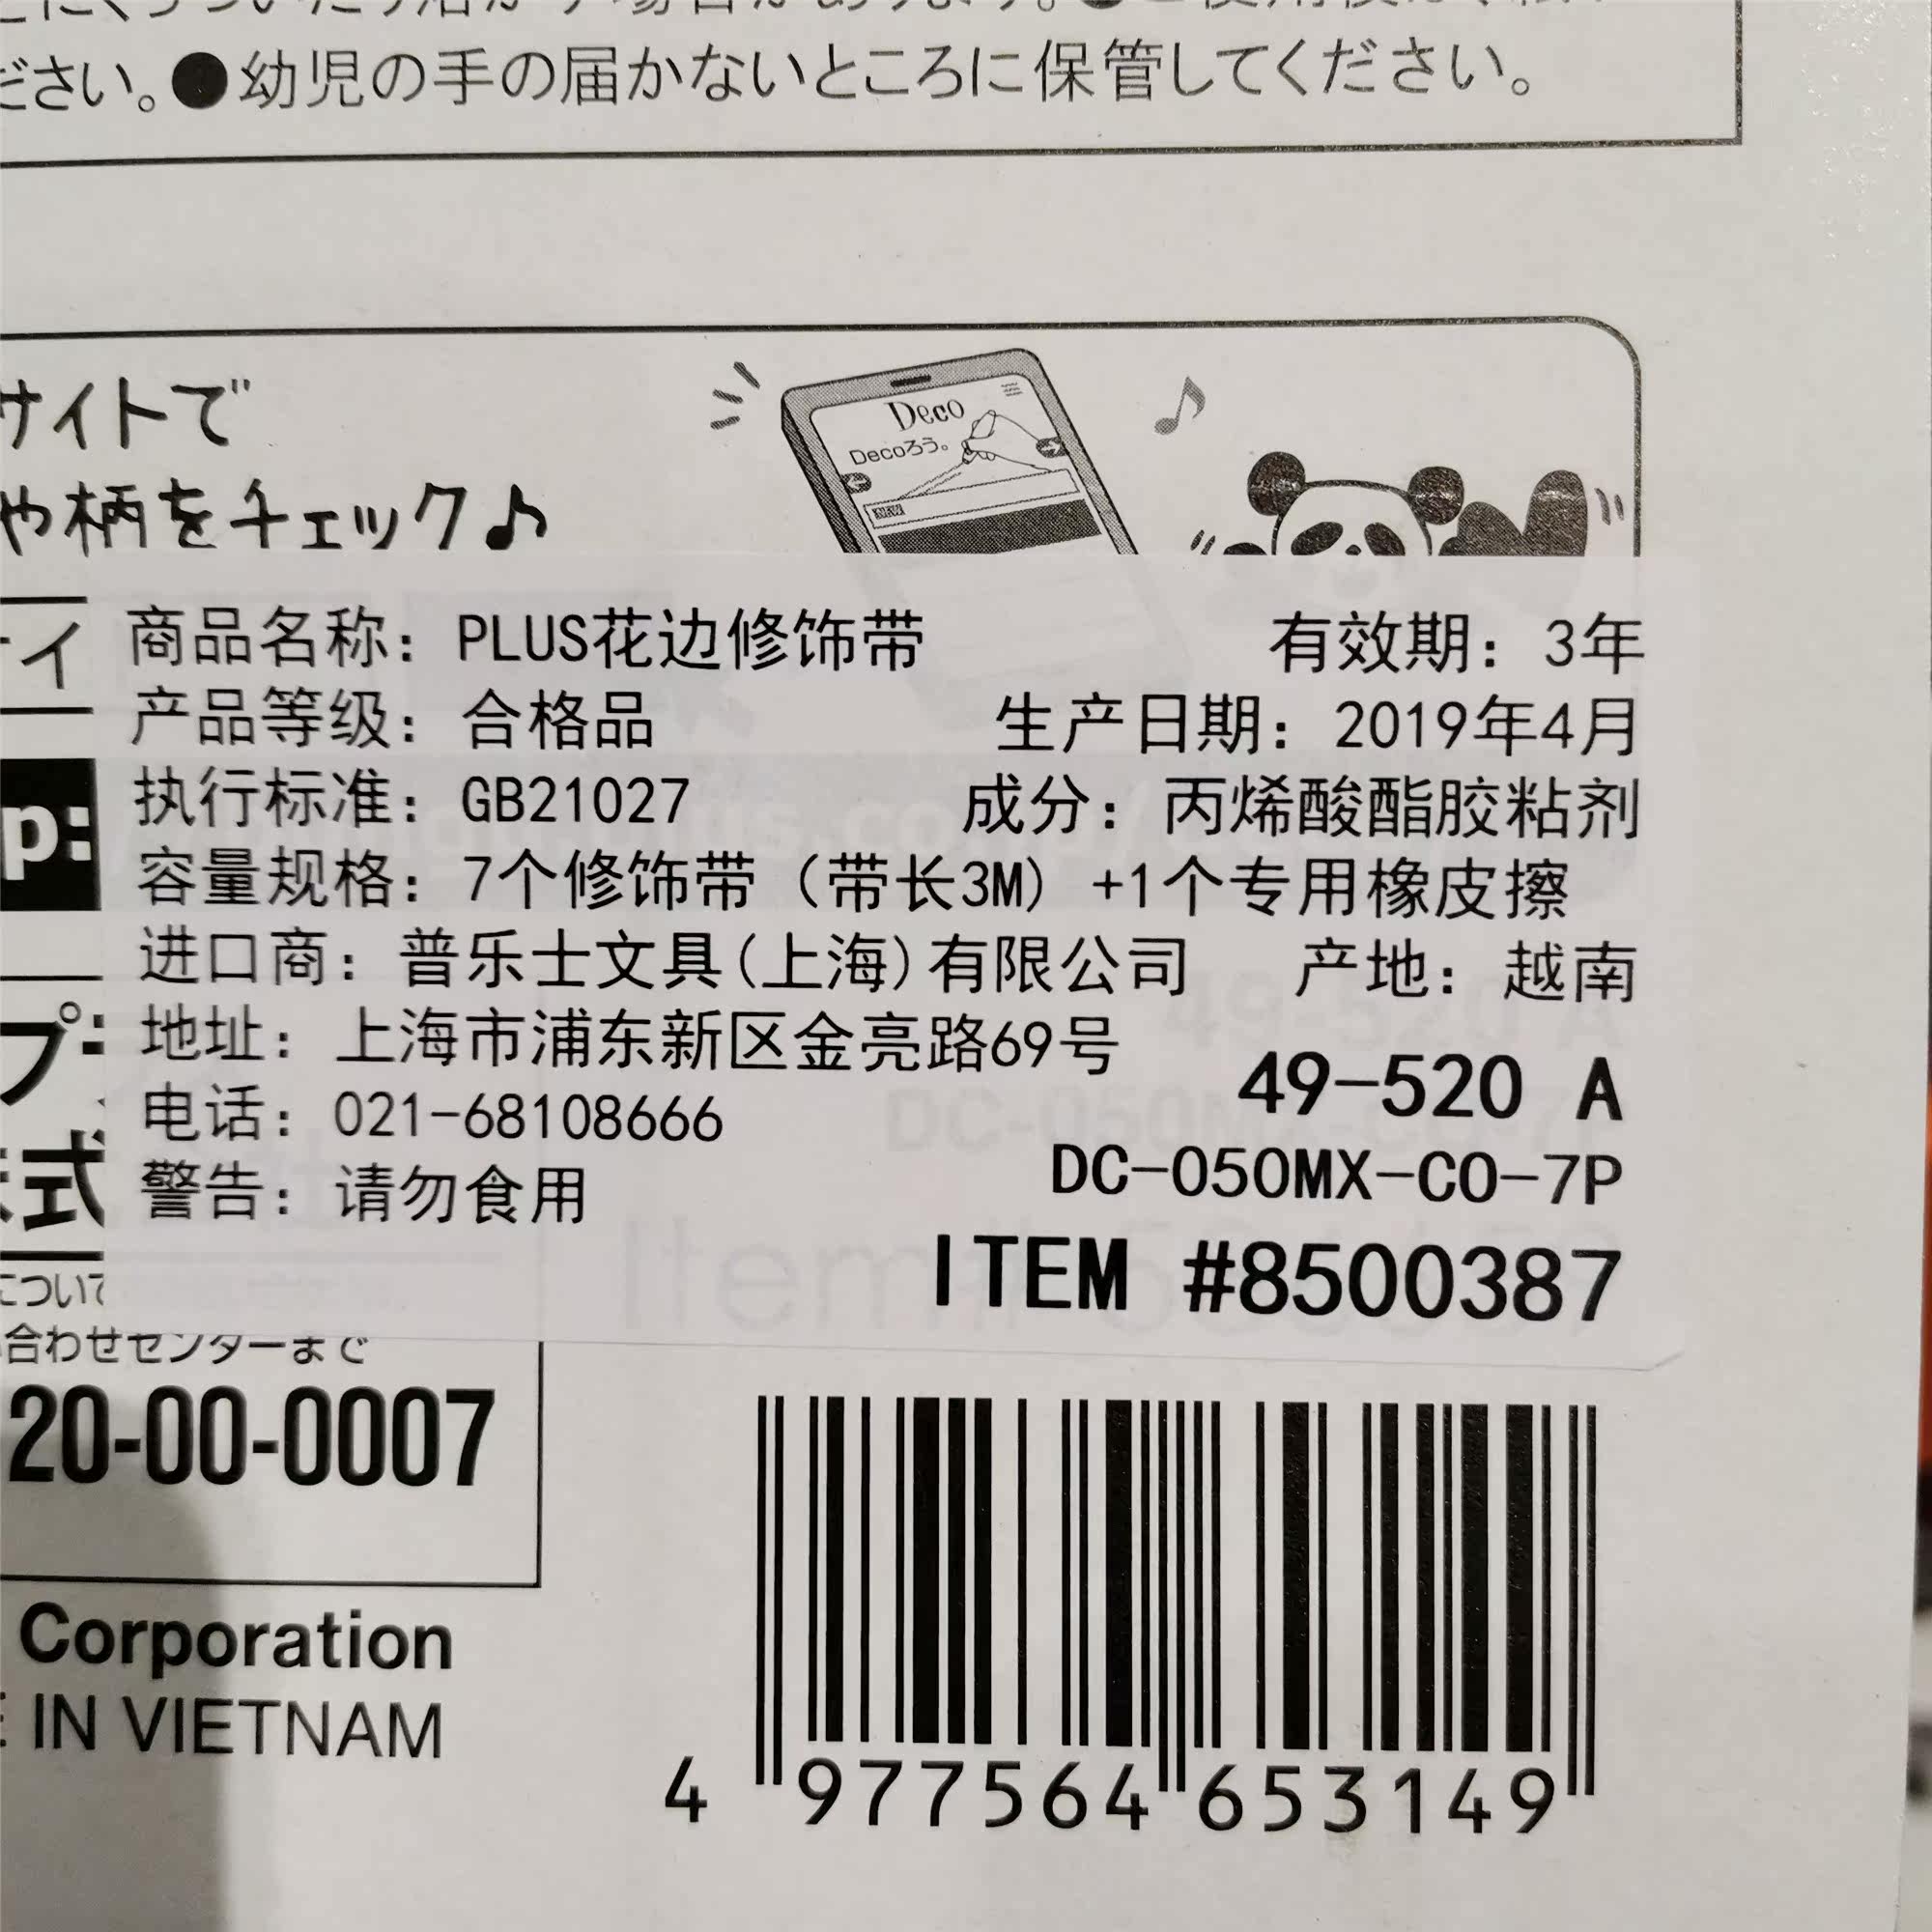 ださい。●幼児の手の届かないところに保管してください。
サイトで
や柄をチェック♪
Deco
Decoろう。
NEW
商品名称：PLUS花边修饰带 有效期：3年
产品等级：合格品 生产日期：2019年4月
执行标准：GB21027 成分：丙烯酸酯胶粘剂
容量规格：7个修饰带（带长3M）+1个专用橡皮擦
进口商：普乐士文具(上海)有限公司 产地：越南
地址：上海市浦东新区金亮路69号
电话：021-68108666
警告：请勿食用
49-520 A
DC-050MX-CO-7P
ITEM #8500387
イ
p:
プ:
式
について
合わせセンターまで
20-00-0007
Corporation
IN VIETNAM
4 977564 653149